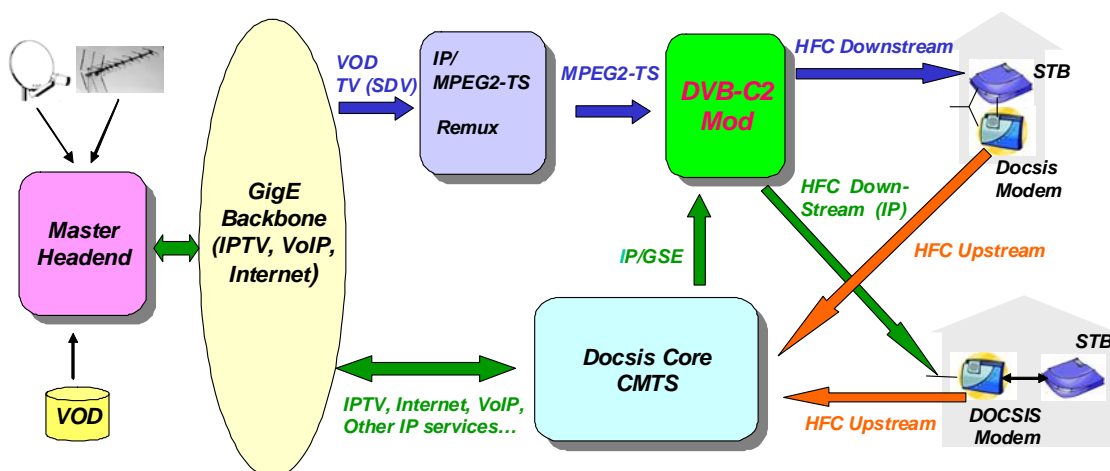 VOD
TV (SDV)
IP/
MPEG2-TS
Remux
MPEG2-TS
DVB-C2
Mod
HFC Downstream
STB
Docsis
Modem
Master
Headend
GigE
Backbone
(IPTV, VoIP,
Internet)
IP/GSE
HFC Down-
Stream (IP)
HFC Upstream
VOD
IPTV, Internet, VoIP,
Other IP services...
Docsis Core
CMTS
HFC Upstream
STB
DOCSIS
Modem